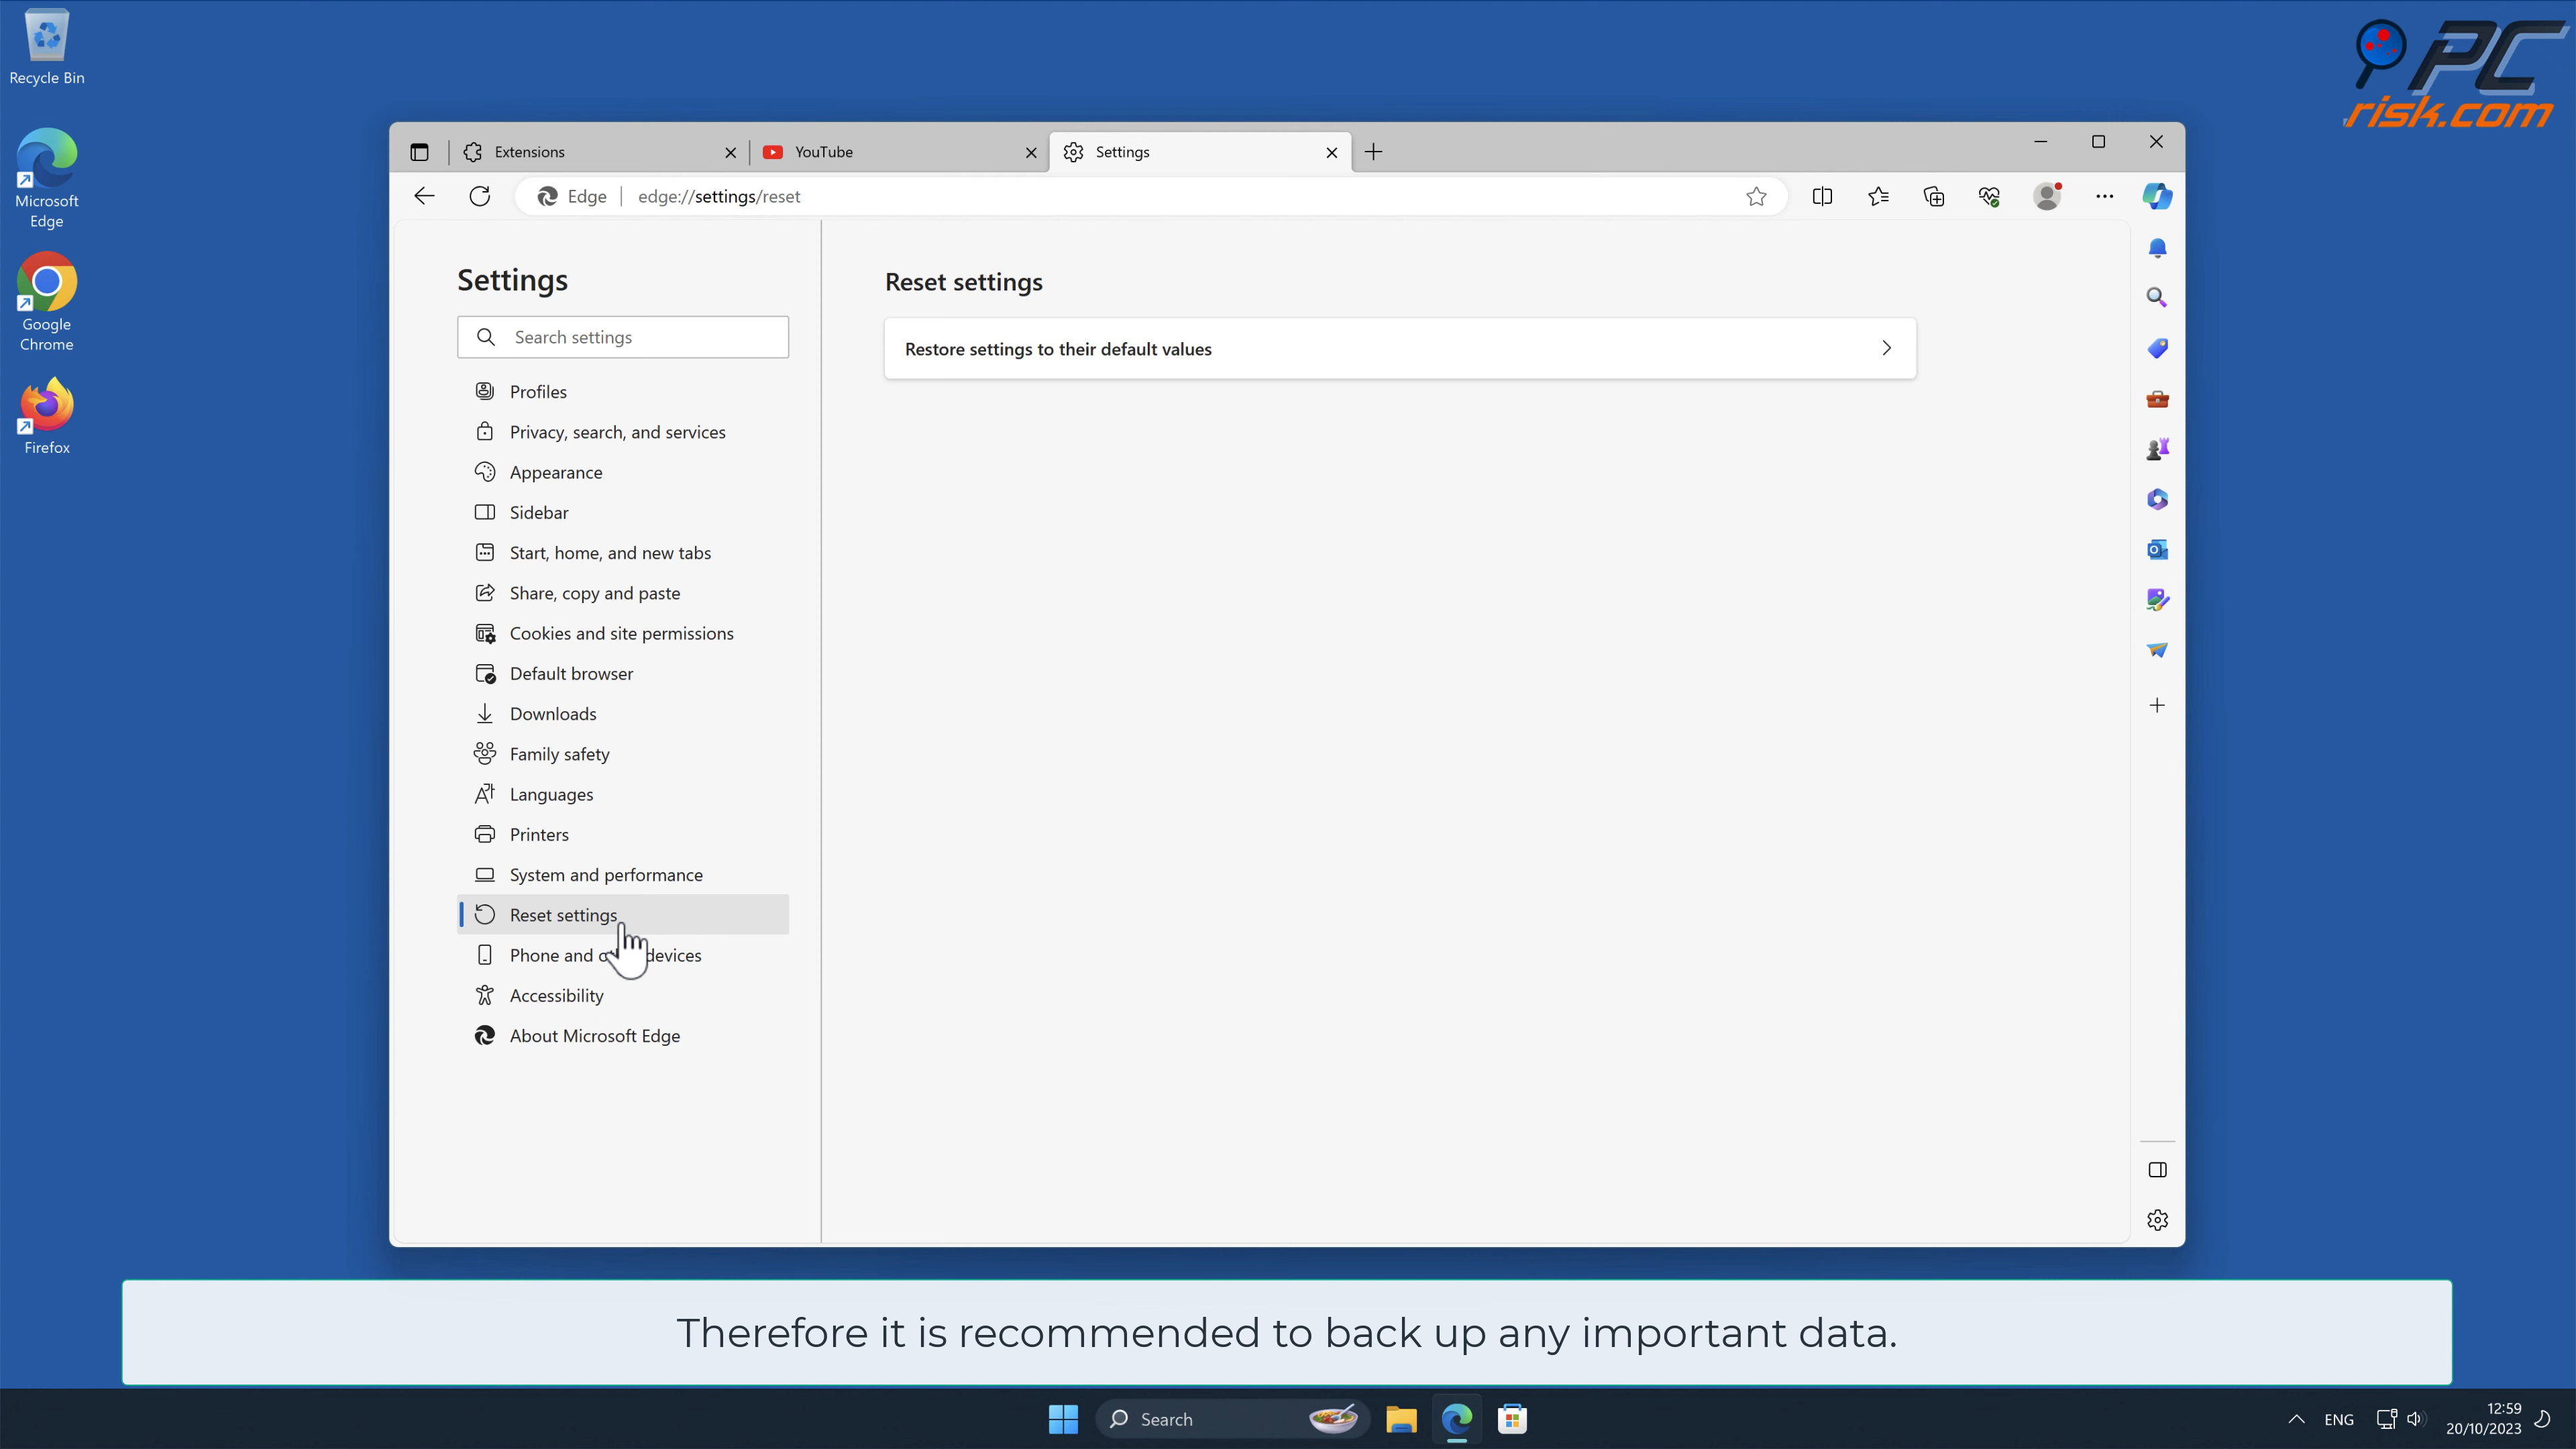 Recycle Bin
Microsoft
Edge
Google
Chrome
Firefox
PC
risk.com
Extensions
YouTube
Settings
Edge
edge://settings/reset
Settings
Search settings
Profiles
Privacy, search, and services
Appearance
Sidebar
Start, home, and new tabs
Share, copy and paste
Cookies and site permissions
Default browser
Downloads
Family safety
Languages
Printers
System and performance
Reset settings
Phone and o devices
Accessibility
About Microsoft Edge
Reset settings
Restore settings to their default values
Therefore it is recommended to back up any important data.
Search
ENG
12:59
20/10/2023